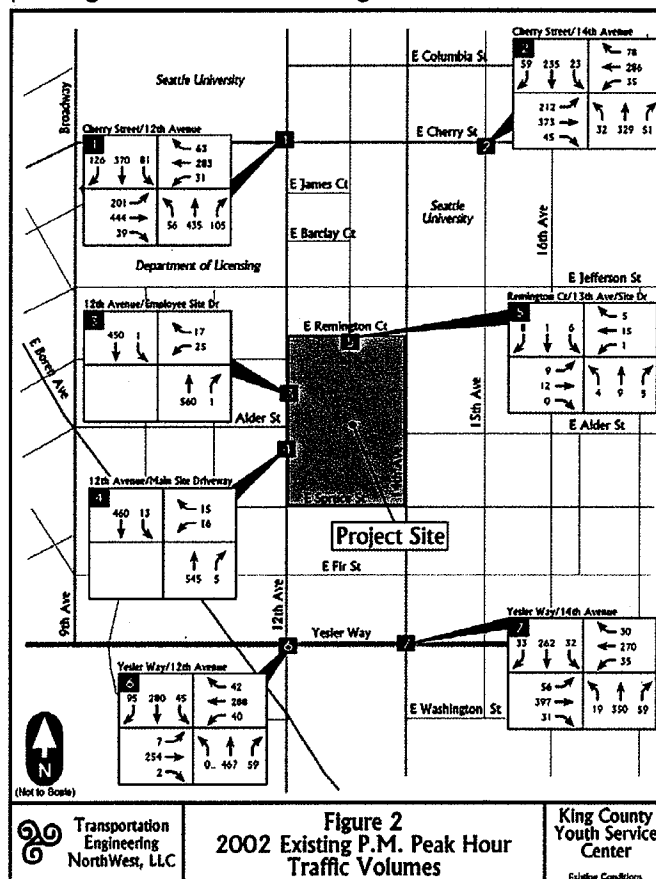 Cherry Street/14th Avenue
2
59 235 23
78
286
35
212
373
45
32 329 51
E Columbia St
Seattle University
Broadway
Cherry Street/12th Avenue
1
126 370 81
63
283
31
201
444
39
56 435 105
1
E Cherry St
2
E James Ct
Seattle
University
E Barclay Ct
16th Ave
Department of Licensing
E Jefferson St
12th Avenue/Employee Site Dr
3
450 1
17
25
560 1
E Remington Ct
5
Remington Ct/13th Ave/Site Dr
5
8 1 6
5
15
1
9
12
0
4 9 5
E Boren Ave
3
15th Ave
Alder St
E Alder St
4
12th Avenue/Main Site Driveway
4
460 13
15
16
545 5
E Spruce St
Project Site
E Fir St
9th Ave
12th Ave
Yesler Way
6
7
Yesler Way/14th Avenue
7
33 262 32
30
270
35
56
397
31
19 350 59
Yesler Way/12th Avenue
6
95 280 45
42
288
40
7
254
2
0 467 59
E Washington St
N
(Not to Scale)
Transportation
Engineering
NorthWest, LLC
Figure 2
2002 Existing P.M. Peak Hour
Traffic Volumes
King County
Youth Service
Center
Existing Conditions